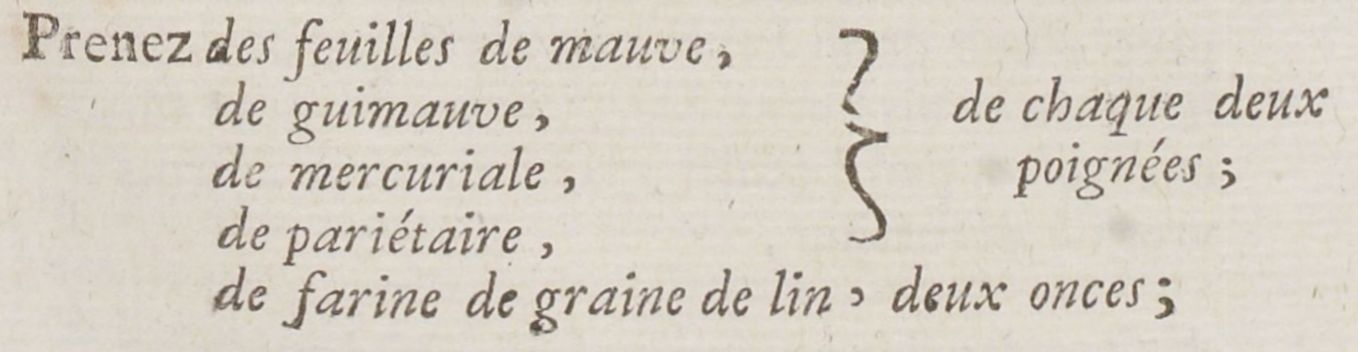 Prenez des feuilles de mauve,
de guimauve,
de mercuriale,
de pariétaire,
de chaque deux
poignées ;
de farine de graine de lin, deux onces ;